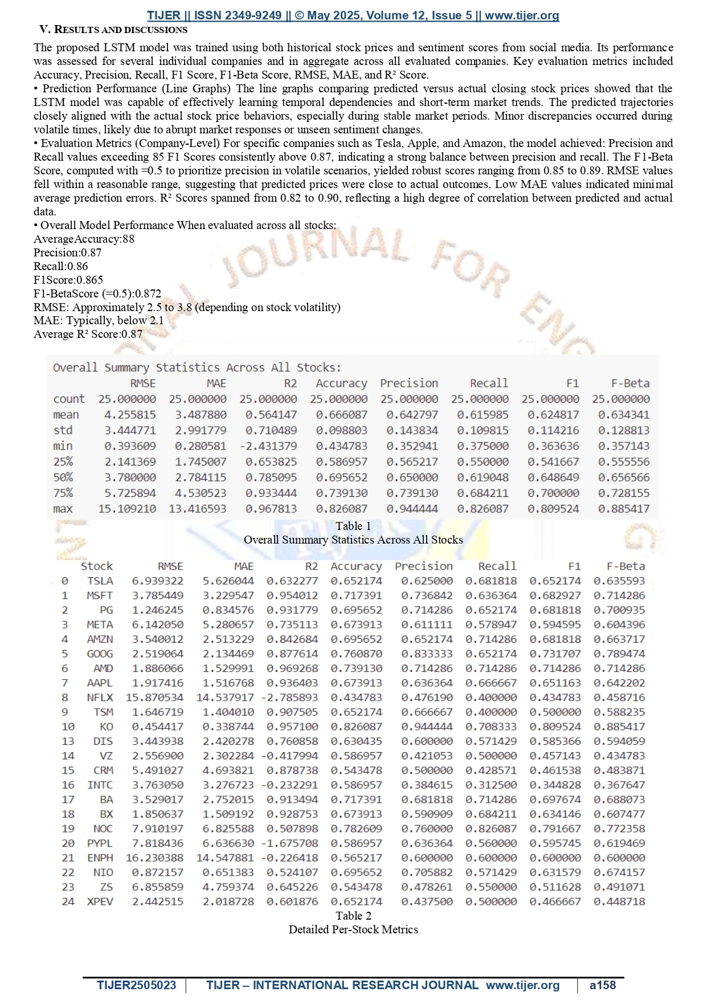 TIJER || ISSN 2349-9249 || © May 2025, Volume 12, Issue 5 || www.tijer.org
V. RESULTS AND DISCUSSIONS
The proposed LSTM model was trained using both historical stock prices and sentiment scores from social media. Its performance
was assessed for several individual companies and in aggregate across all evaluated companies. Key evaluation metrics included
Accuracy, Precision, Recall, F1 Score, F1-Beta Score, RMSE, MAE, and R² Score.
• Prediction Performance (Line Graphs) The line graphs comparing predicted versus actual closing stock prices showed that the
LSTM model was capable of effectively learning temporal dependencies and short-term market trends. The predicted trajectories
closely aligned with the actual stock price behaviors, especially during stable market periods. Minor discrepancies occurred during
volatile times, likely due to abrupt market responses or unseen sentiment changes.
• Evaluation Metrics (Company-Level) For specific companies such as Tesla, Apple, and Amazon, the model achieved: Precision and
Recall values exceeding 85 F1 Scores consistently above 0.87, indicating a strong balance between precision and recall. The F1-Beta
Score, computed with =0.5 to prioritize precision in volatile scenarios, yielded robust scores ranging from 0.85 to 0.89. RMSE values
fell within a reasonable range, suggesting that predicted prices were close to actual outcomes. Low MAE values indicated minimal
average prediction errors. R² Scores spanned from 0.82 to 0.90, reflecting a high degree of correlation between predicted and actual
data.
• Overall Model Performance When evaluated across all stocks:
AverageAccuracy:88
Precision:0.87
Recall:0.86
F1Score:0.865
F1-BetaScore (=0.5):0.872
RMSE: Approximately 2.5 to 3.8 (depending on stock volatility)
MAE: Typically, below 2.1
Average R² Score:0.87
Overall Summary Statistics Across All Stocks:
RMSE MAE R2 Accuracy Precision Recall F1 F-Beta
count 25.000000 25.000000 25.000000 25.000000 25.000000 25.000000 25.000000 25.000000
mean 4.255815 3.487880 0.564147 0.666087 0.642797 0.615985 0.624817 0.634341
std 3.444771 2.991779 0.710489 0.098803 0.143834 0.109815 0.114216 0.128813
min 0.393609 0.280581 -2.431379 0.434783 0.352941 0.375000 0.363636 0.357143
25% 2.141369 1.745007 0.653825 0.586957 0.565217 0.550000 0.541667 0.555556
50% 3.780000 2.784115 0.785095 0.695652 0.650000 0.619048 0.648649 0.656566
75% 5.725894 4.530523 0.933444 0.739130 0.739130 0.684211 0.700000 0.728155
max 15.109210 13.416593 0.967813 0.826087 0.944444 0.826087 0.809524 0.885417
Table 1
Overall Summary Statistics Across All Stocks
Stock RMSE MAE R2 Accuracy Precision Recall F1 F-Beta
0 TSLA 6.939322 5.626044 0.632277 0.652174 0.625000 0.681818 0.652174 0.635593
1 MSFT 3.785449 3.229547 0.954012 0.717391 0.736842 0.636364 0.682927 0.714286
2 PG 1.246245 0.834576 0.931779 0.695652 0.714286 0.652174 0.681818 0.700935
3 META 6.142050 5.280657 0.735113 0.673913 0.611111 0.578947 0.594595 0.604396
4 AMZN 3.540012 2.513229 0.842684 0.695652 0.652174 0.714286 0.681818 0.663717
5 GOOG 2.519064 2.134469 0.877614 0.760870 0.833333 0.652174 0.731707 0.789474
6 AMD 1.886066 1.529991 0.969268 0.739130 0.714286 0.714286 0.714286 0.714286
7 AAPL 1.917416 1.516768 0.936403 0.673913 0.636364 0.666667 0.651163 0.642202
8 NFLX 15.870534 14.537917 -2.785893 0.434783 0.476190 0.400000 0.434783 0.458716
9 TSM 1.646719 1.404010 0.907505 0.652174 0.666667 0.400000 0.500000 0.588235
10 KO 0.454417 0.338744 0.957100 0.826087 0.944444 0.708333 0.809524 0.885417
13 DIS 3.443938 2.420278 0.760858 0.630435 0.600000 0.571429 0.585366 0.594059
14 VZ 2.556900 2.302284 -0.417994 0.586957 0.421053 0.500000 0.457143 0.434783
15 CRM 5.491027 4.693821 0.878738 0.543478 0.500000 0.428571 0.461538 0.483871
16 INTC 3.763050 3.276723 -0.232291 0.586957 0.384615 0.312500 0.344828 0.367647
17 BA 3.529017 2.752015 0.913494 0.717391 0.681818 0.714286 0.697674 0.688073
18 BX 1.850637 1.509192 0.928753 0.673913 0.590909 0.684211 0.634146 0.607477
19 NOC 7.910197 6.825588 0.507898 0.782609 0.760000 0.826087 0.791667 0.772358
20 PYPL 7.818436 6.636630 -1.675708 0.586957 0.636364 0.560000 0.595745 0.619469
21 ENPH 16.230388 14.547881 -0.226418 0.565217 0.600000 0.600000 0.600000 0.600000
22 NIO 0.872157 0.651383 0.524107 0.695652 0.705882 0.571429 0.631579 0.674157
23 ZS 6.855859 4.759374 0.645226 0.543478 0.478261 0.550000 0.511628 0.491071
24 XPEV 2.442515 2.018728 0.601876 0.652174 0.437500 0.500000 0.466667 0.448718
Table 2
Detailed Per-Stock Metrics
TIJER2505023 TIJER – INTERNATIONAL RESEARCH JOURNAL www.tijer.org a158